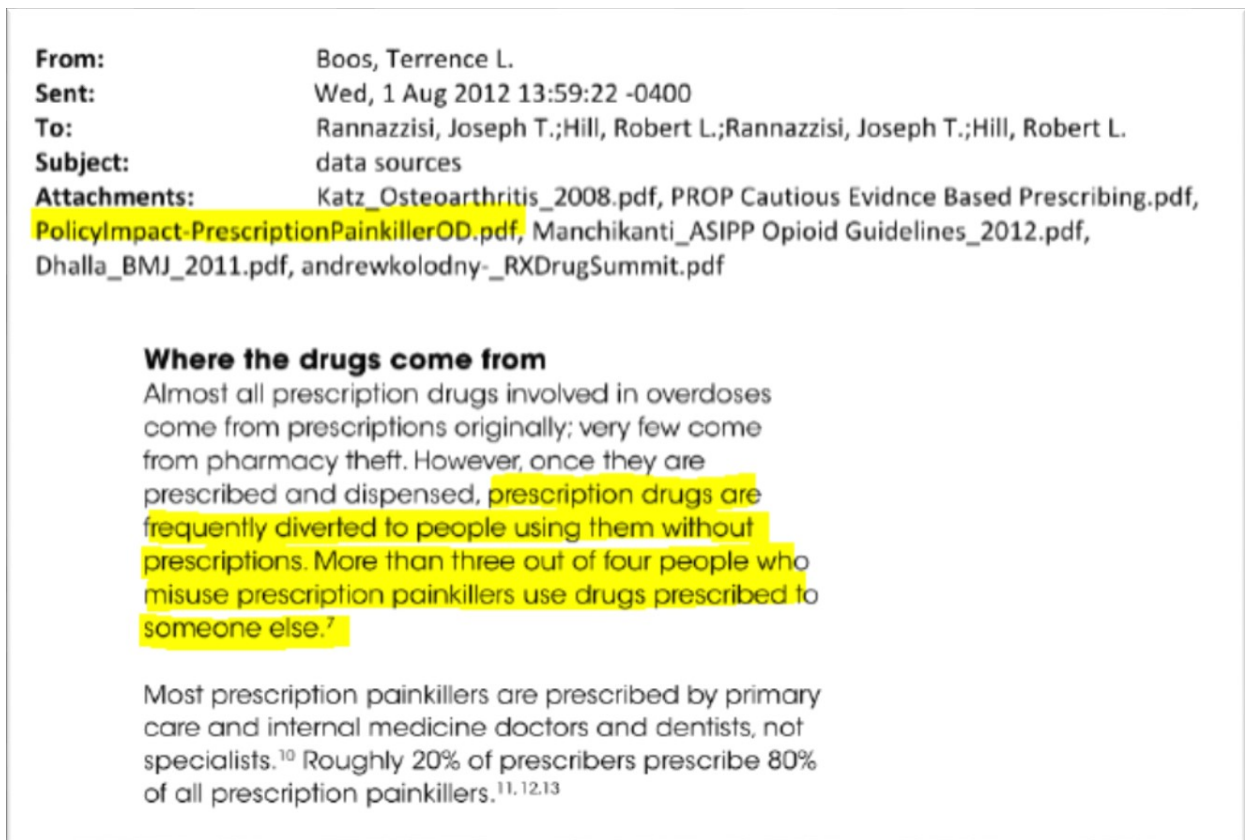 From: Boos, Terrence L.
Sent: Wed, 1 Aug 2012 13:59:22 -0400
To: Rannazzisi, Joseph T.;Hill, Robert L.;Rannazzisi, Joseph T.;Hill, Robert L.
Subject: data sources
Attachments: Katz_Osteoarthritis_2008.pdf, PROP Cautious Evidnce Based Prescribing.pdf,
PolicyImpact-PrescriptionPainkillerOD.pdf, Manchikanti_ASIPP Opioid Guidelines_2012.pdf,
Dhalla_BMJ_2011.pdf, andrewkolodny-_RXDrugSummit.pdf
Where the drugs come from
Almost all prescription drugs involved in overdoses
come from prescriptions originally; very few come
from pharmacy theft. However, once they are
prescribed and dispensed, prescription drugs are
frequently diverted to people using them without
prescriptions. More than three out of four people who
misuse prescription painkillers use drugs prescribed to
someone else.⁷
Most prescription painkillers are prescribed by primary
care and internal medicine doctors and dentists, not
specialists.¹⁰ Roughly 20% of prescribers prescribe 80%
of all prescription painkillers.¹¹,¹²,¹³